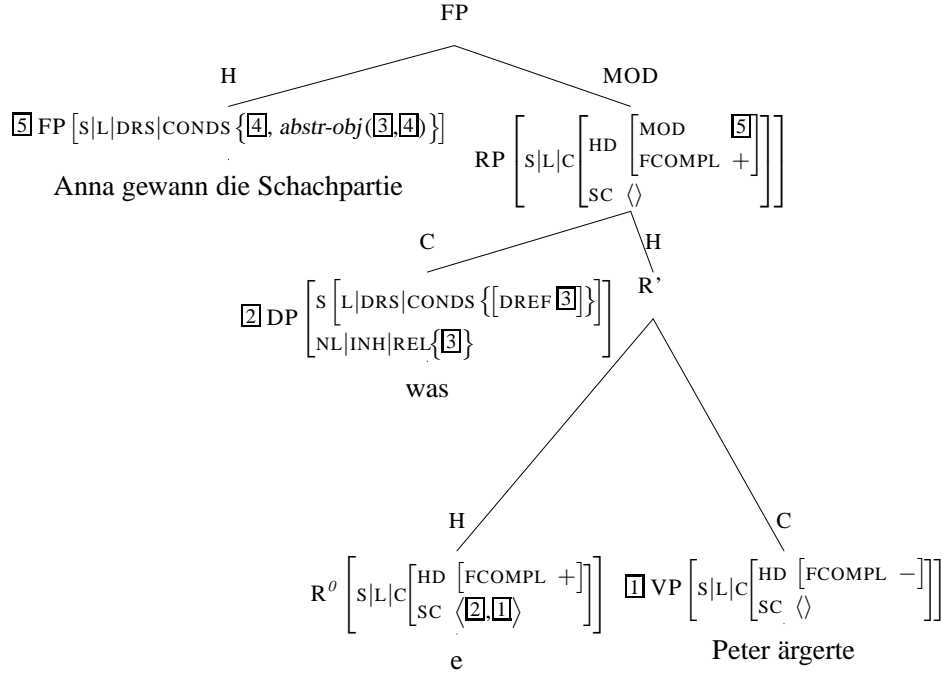 FP
H MOD
5 FP [S|L|DRS|CONDS {4, abstr-obj(3,4)}]
Anna gewann die Schachpartie
RP [S|L|C [HD [MOD 5
FCOMPL +]
SC ⟨⟩]]
C H
R’
2 DP [S [L|DRS|CONDS {[DREF 3]}]
NL|INH|REL{3}]
was
H C
R⁰ [S|L|C [HD [FCOMPL +]
SC ⟨2,1⟩]]
e
1 VP [S|L|C [HD [FCOMPL −]
SC ⟨⟩]]
Peter ärgerte